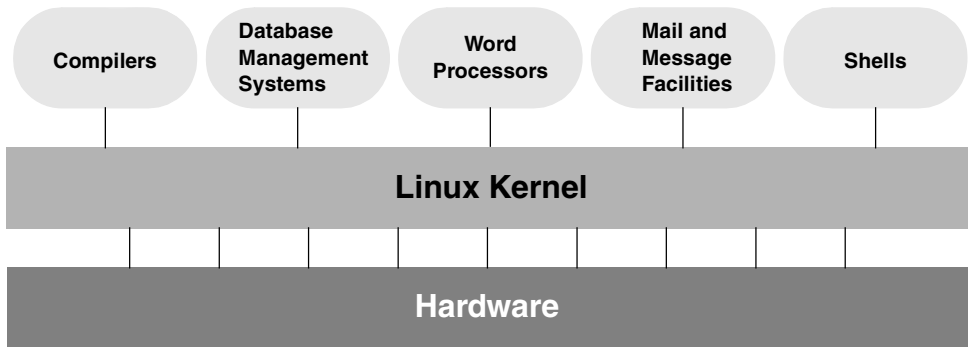 Compilers
Database
Management
Systems
Word
Processors
Mail and
Message
Facilities
Shells
Linux Kernel
Hardware